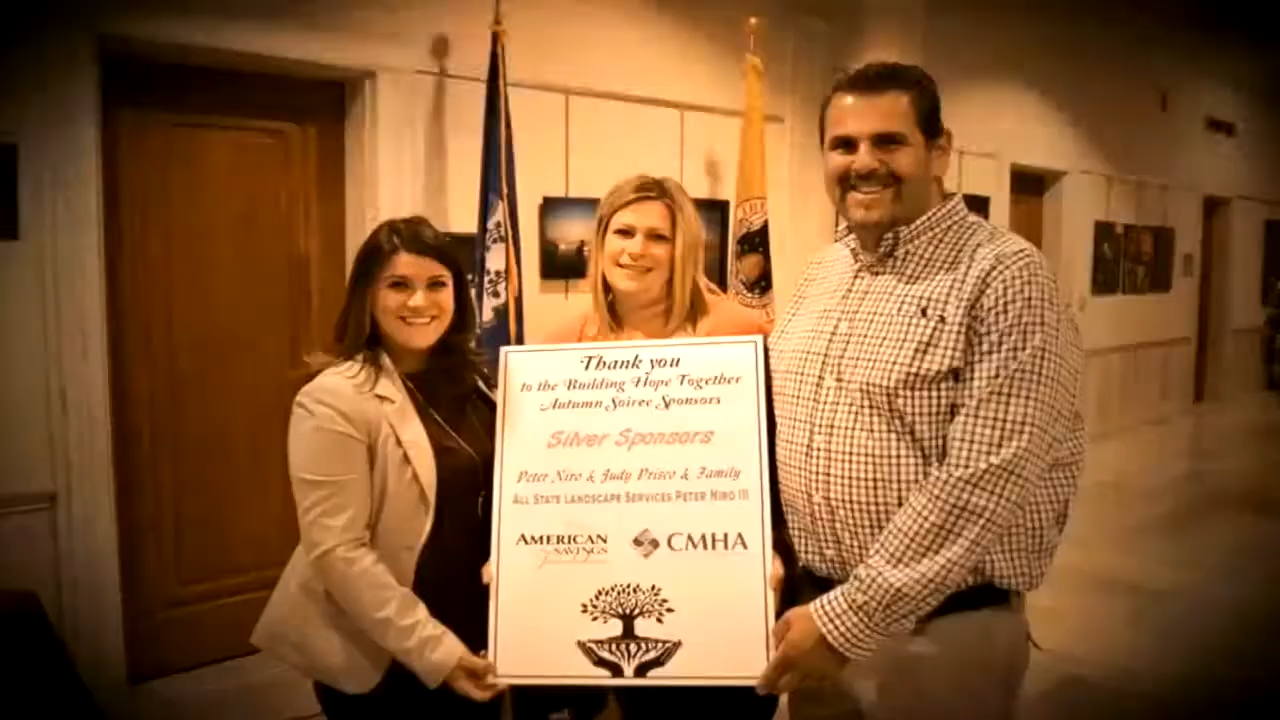 Thank you
to the Building Hope Together
Autumn Soiree Sponsors
Silver Sponsors
Peter Niro & Judy Prisco & Family
ALL STATE LANDSCAPE SERVICES PETER NIRO III
AMERICAN
SAVINGS
CMHA